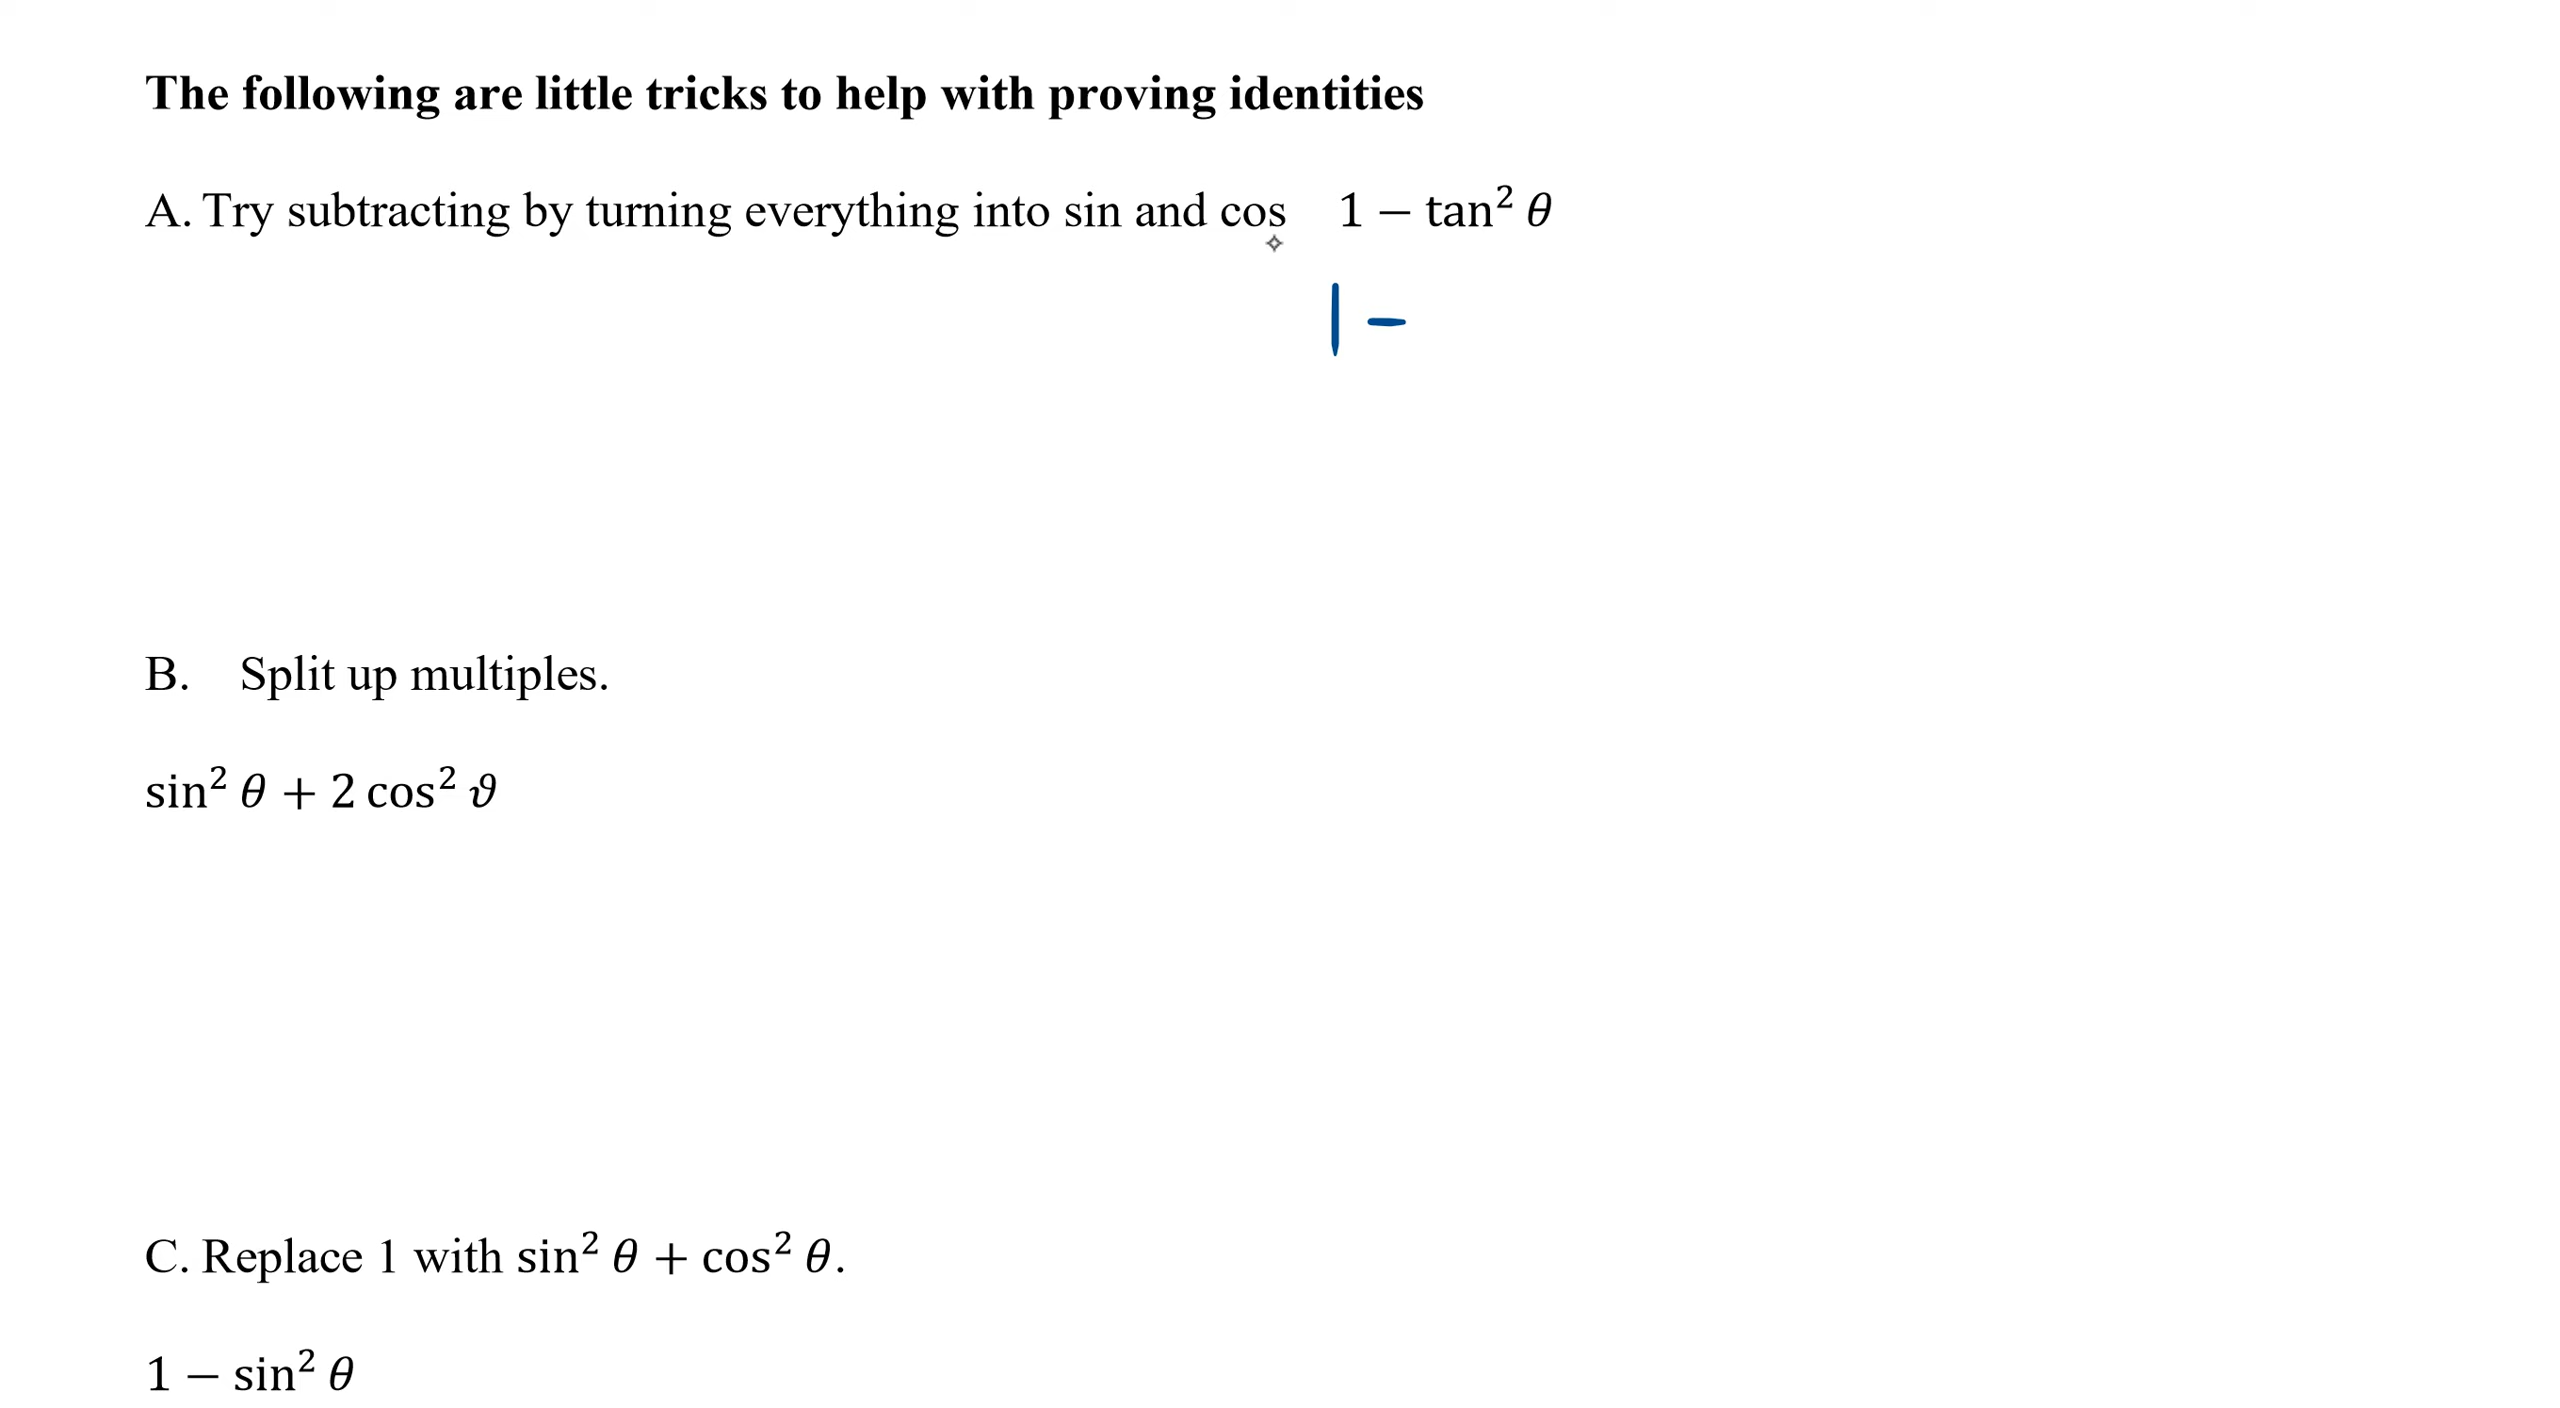 The following are little tricks to help with proving identities
A. Try subtracting by turning everything into sin and cos 1 − tan² θ
1 −
B. Split up multiples.
sin² θ + 2 cos² ϑ
C. Replace 1 with sin² θ + cos² θ.
1 − sin² θ